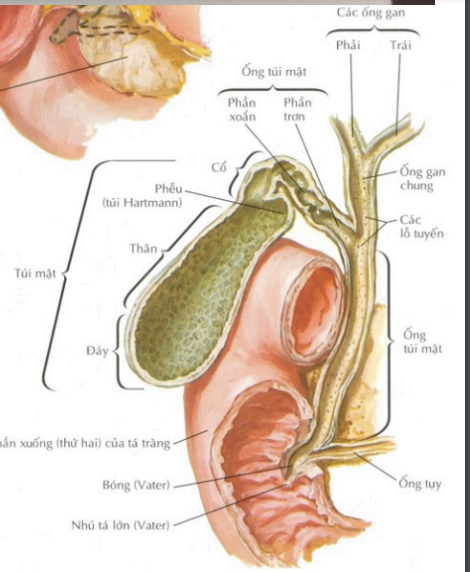 Các ống gan
Phải
Trái
Ống túi mật
Phần
xoắn
Phần
trơn
Cổ
Phễu
(túi Hartmann)
Ống gan
chung
Các
lỗ tuyến
Thân
Túi mật
Ống
túi mật
Đáy
xuống (thứ hai) của tá tràng
Bóng (Vater)
Ống tụy
Nhú tá lớn (Vater)